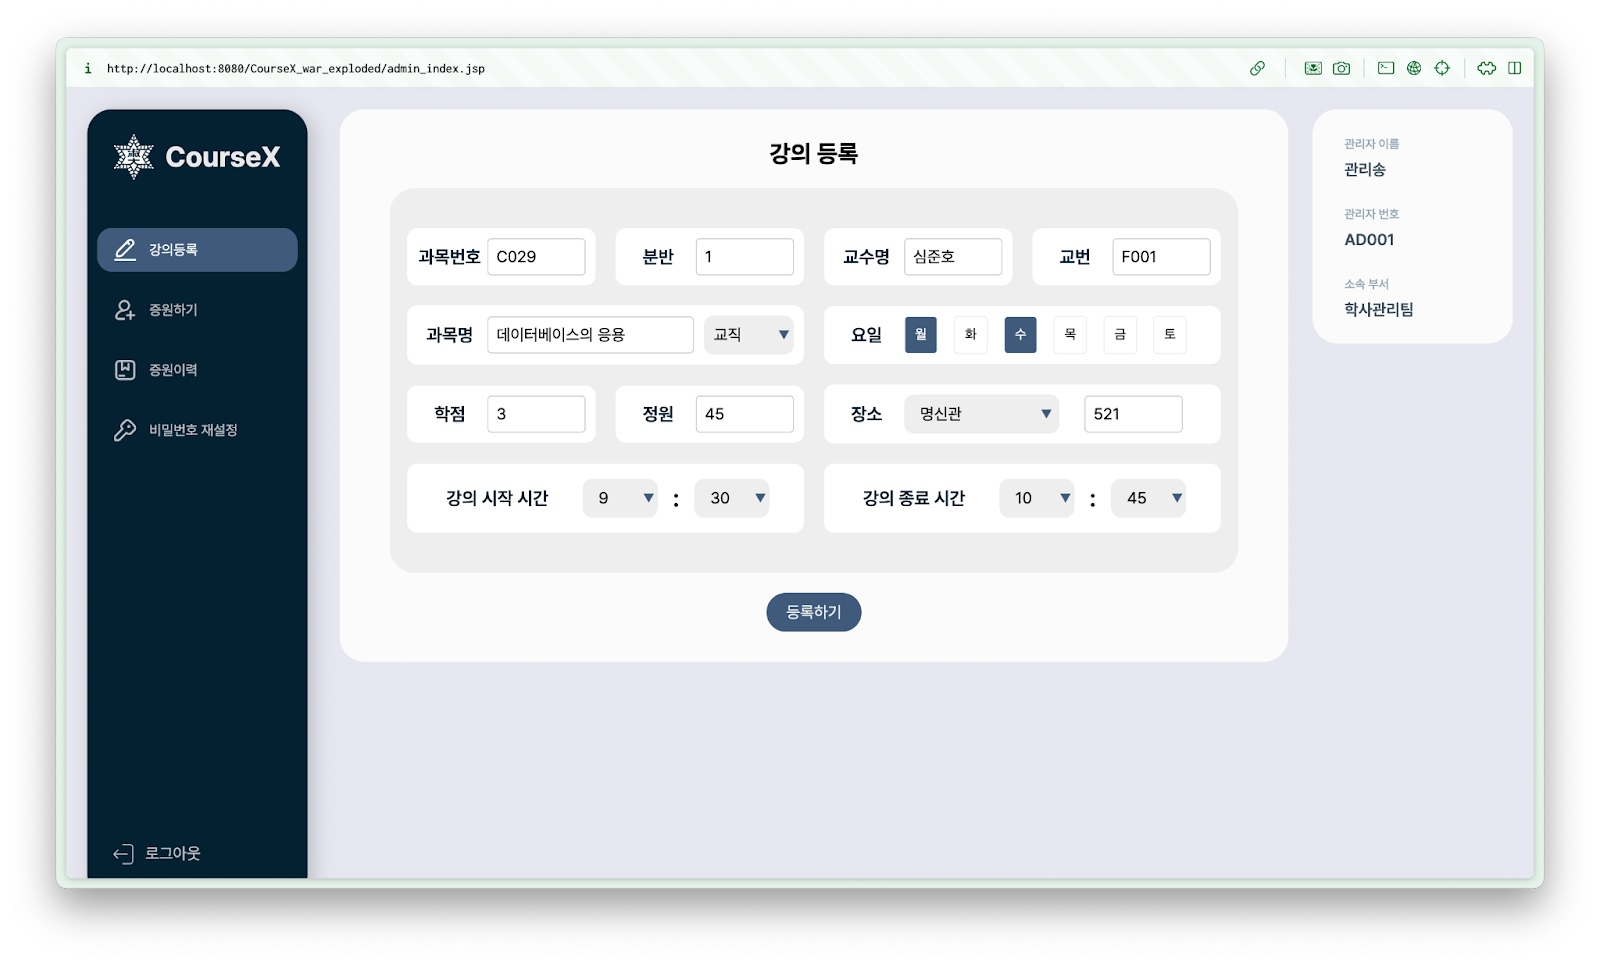 i http://localhost:8080/CourseX_war_exploded/admin_index.jsp
CourseX
강의등록
증원하기
증원이력
비밀번호 재설정
로그아웃
강의 등록
과목번호 C029 분반 1 교수명 심준호 교번 F001
과목명 데이터베이스의 응용 교직 ▼ 요일 월 화 수 목 금 토
학점 3 정원 45 장소 명신관 ▼ 521
강의 시작 시간 9 ▼ : 30 ▼ 강의 종료 시간 10 ▼ : 45 ▼
등록하기
관리자 이름
관리송
관리자 번호
AD001
소속 부서
학사관리팀